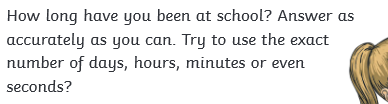 How long have you been at school? Answer as
accurately as you can. Try to use the exact
number of days, hours, minutes or even
seconds?